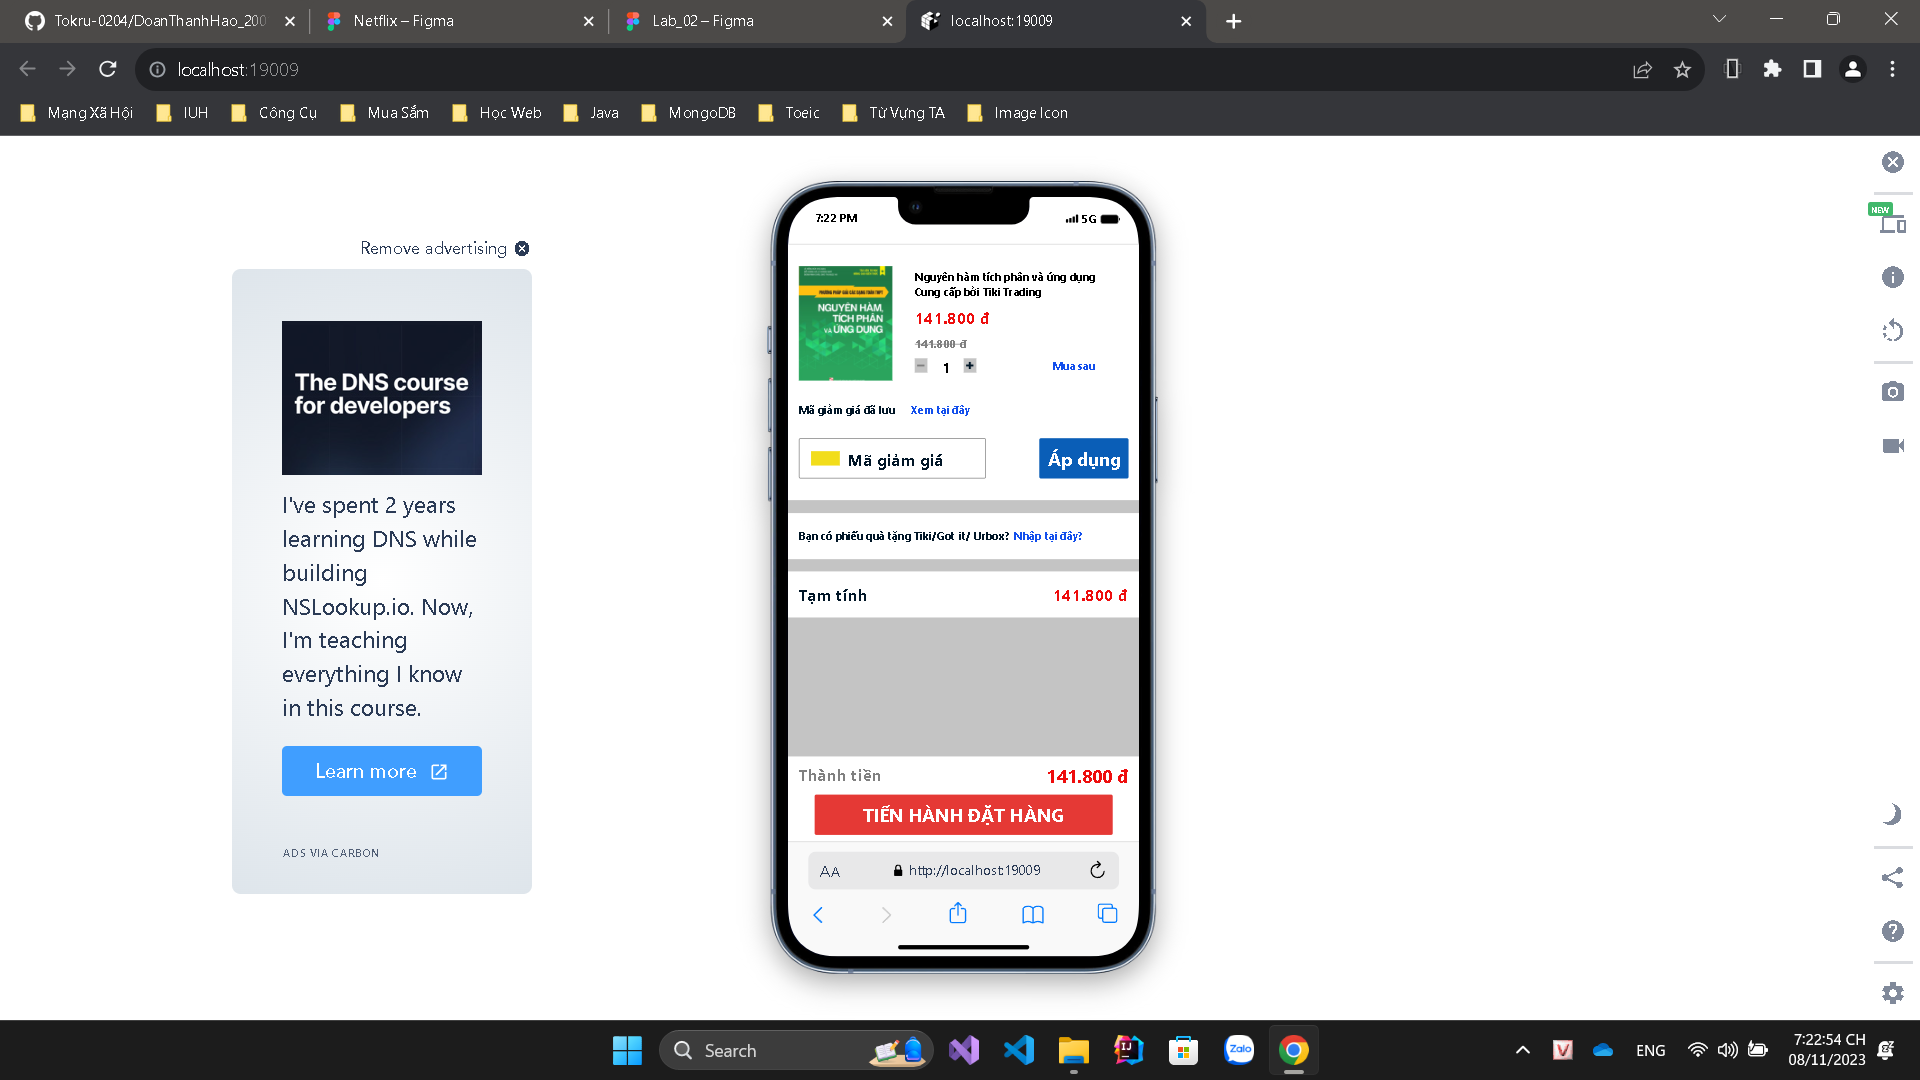 Tokru-0204/DoanThanhHao_200
Netflix – Figma
Lab_02 – Figma
localhost:19009
localhost:19009
Mạng Xã Hội
IUH
Công Cụ
Mua Sắm
Học Web
Java
MongoDB
Toeic
Từ Vựng TA
Image Icon
NEW
Remove advertising
The DNS course
for developers
I've spent 2 years
learning DNS while
building
NSLookup.io. Now,
I'm teaching
everything I know
in this course.
Learn more
ADS VIA CARBON
7:22 PM
5G
NGUYÊN HÀM,
TÍCH PHÂN
VÀ ỨNG DỤNG
Nguyên hàm tích phân và ứng dụng
Cung cấp bởi Tiki Trading
141.800 đ
141.800 đ
1
Mua sau
Mã giảm giá đã lưu
Xem tại đây
Mã giảm giá
Áp dụng
Bạn có phiếu quà tặng Tiki/Got it/ Urbox? Nhập tại đây?
Tạm tính
141.800 đ
Thành tiền
141.800 đ
TIẾN HÀNH ĐẶT HÀNG
AA
http://localhost:19009
Search
Zalo
ENG
7:22:54 CH
08/11/2023